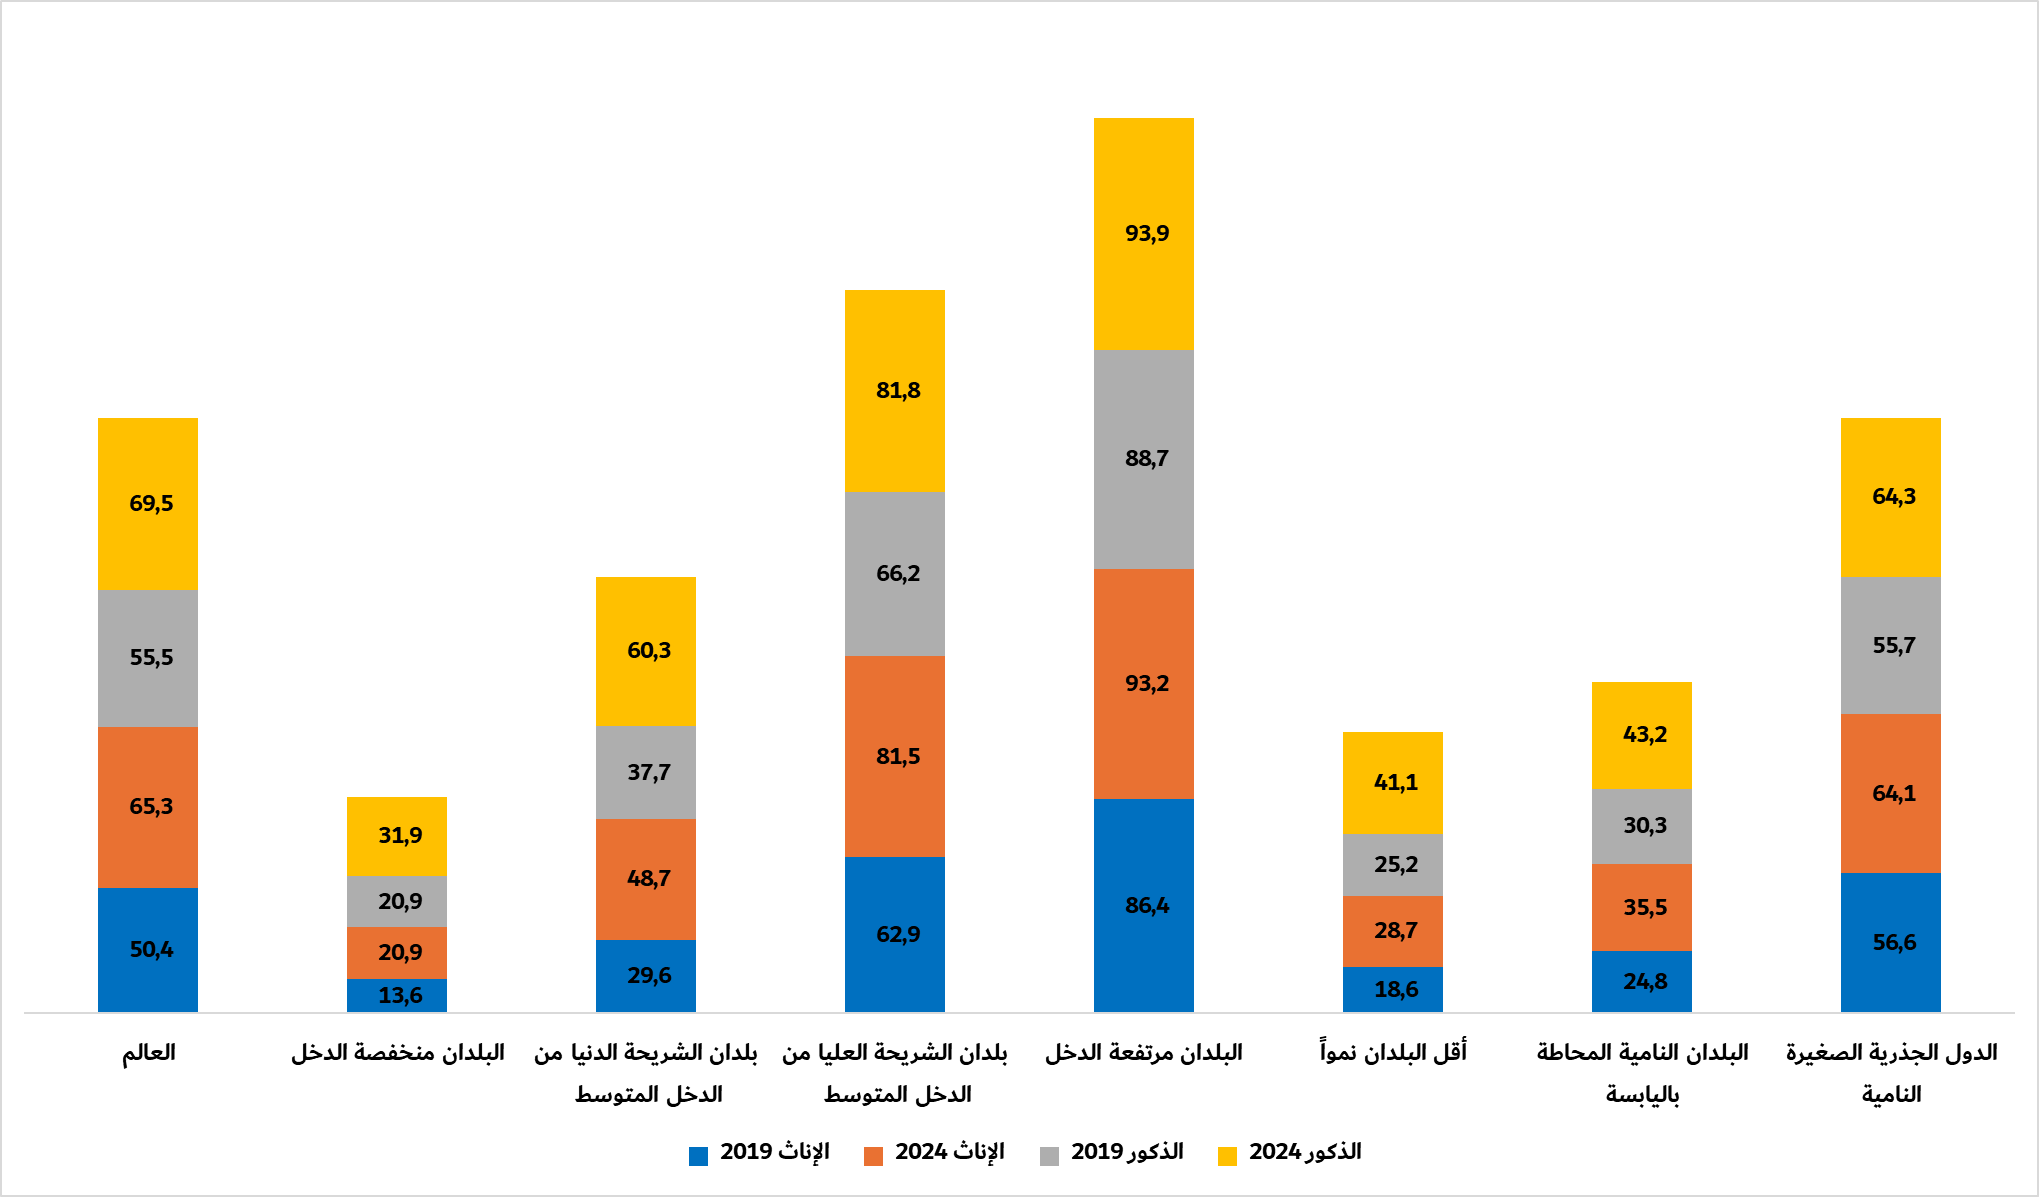 93,9
81,8
88,7
69,5
64,3
66,2
60,3
55,5
55,7
93,2
43,2
81,5
37,7
41,1
64,1
65,3
30,3
31,9
25,2
48,7
20,9
86,4
35,5
28,7
62,9
56,6
50,4
20,9
29,6
24,8
18,6
13,6
العالم
البلدان منخفصة الدخل
بلدان الشريحة الدنيا من
الدخل المتوسط
بلدان الشريحة العليا من
الدخل المتوسط
البلدان مرتفعة الدخل
أقل البلدان نمواً
البلدان النامية المحاطة
باليابسة
الدول الجذرية الصغيرة
النامية
الإناث 2019
الإناث 2024
الذكور 2019
الذكور 2024